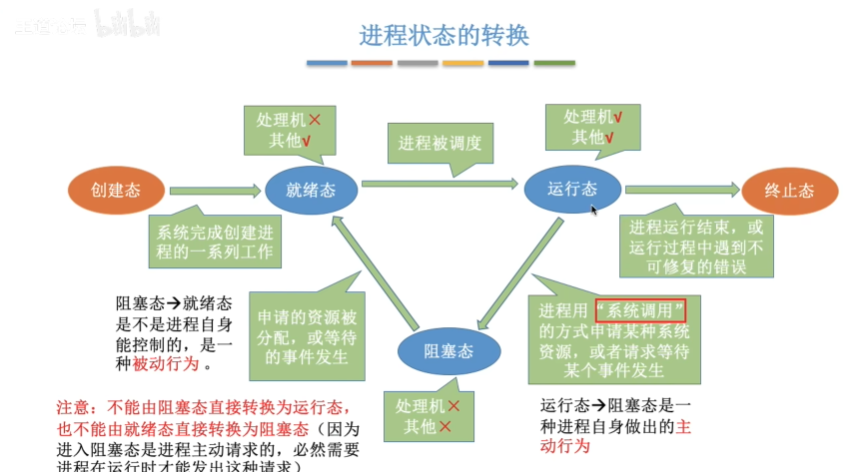 bilibili
进程状态的转换
处理机×
其他√
进程被调度
处理机√
其他√
创建态
就绪态
运行态
终止态
系统完成创建进
程的一系列工作
进程运行结束，或
运行过程中遇到不
可修复的错误
阻塞态→就绪态
是不是进程自身
能控制的，是一
种被动行为。
申请的资源被
分配，或等待
的事件发生
进程用“系统调用”
的方式申请某种系统
资源，或者请求等待
某个事件发生
阻塞态
处理机×
其他×
运行态→阻塞态是一
种进程自身做出的主
动行为
注意：不能由阻塞态直接转换为运行态，
也不能由就绪态直接转换为阻塞态（因为
进入阻塞态是进程主动请求的，必然需要
进程在运行时才能发出这种请求）